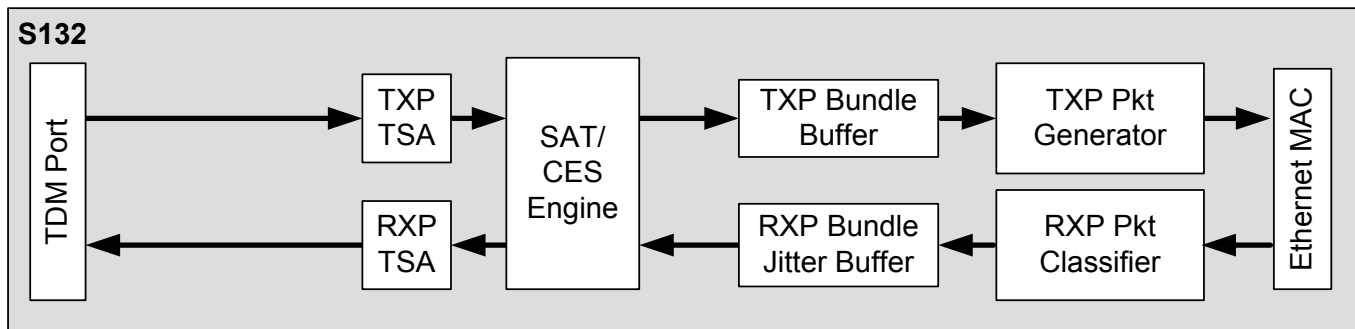 S132
TDM Port
TXP
TSA
SAT/
CES
Engine
TXP Bundle
Buffer
TXP Pkt
Generator
Ethernet MAC
RXP
TSA
RXP Bundle
Jitter Buffer
RXP Pkt
Classifier